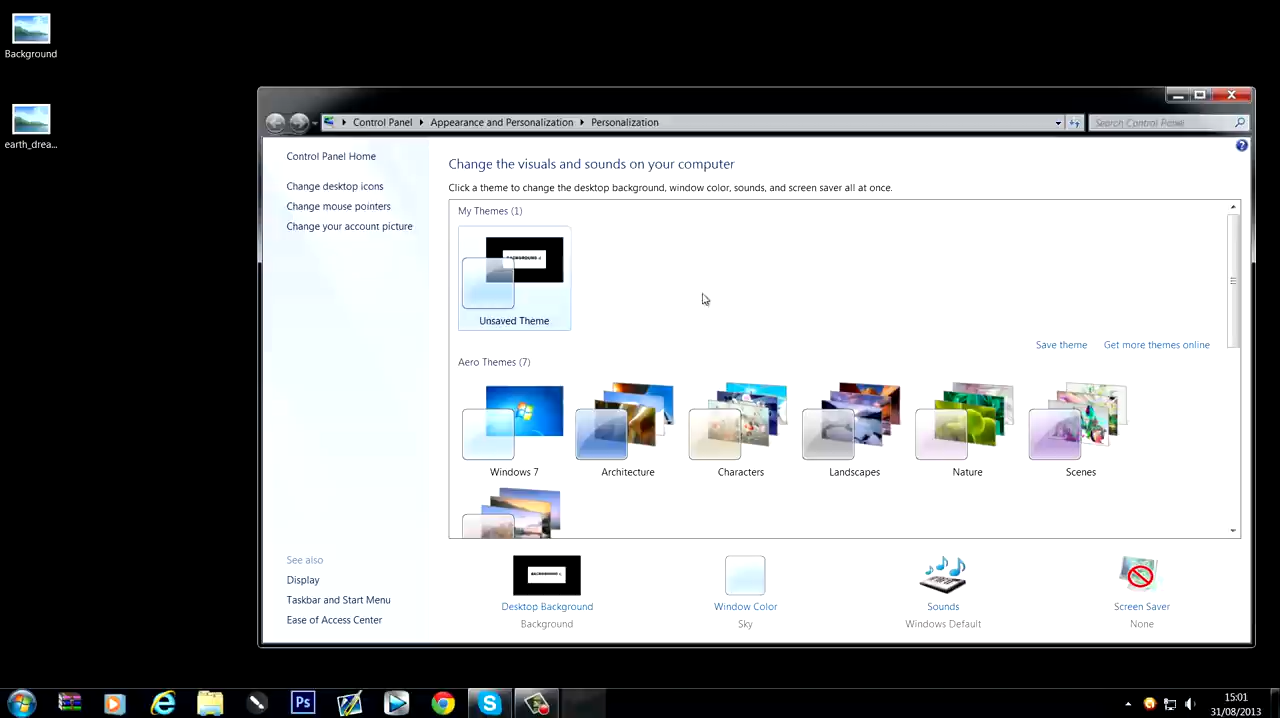 Background
earth_drea...
Control Panel
Appearance and Personalization
Personalization
Search Control Panel
Control Panel Home
Change desktop icons
Change mouse pointers
Change your account picture
Change the visuals and sounds on your computer
Click a theme to change the desktop background, window color, sounds, and screen saver all at once.
My Themes (1)
Unsaved Theme
Save theme
Get more themes online
Aero Themes (7)
Windows 7
Architecture
Characters
Landscapes
Nature
Scenes
See also
Display
Taskbar and Start Menu
Ease of Access Center
Desktop Background
Background
Window Color
Sky
Sounds
Windows Default
Screen Saver
None
Ps
15:01
31/08/2013